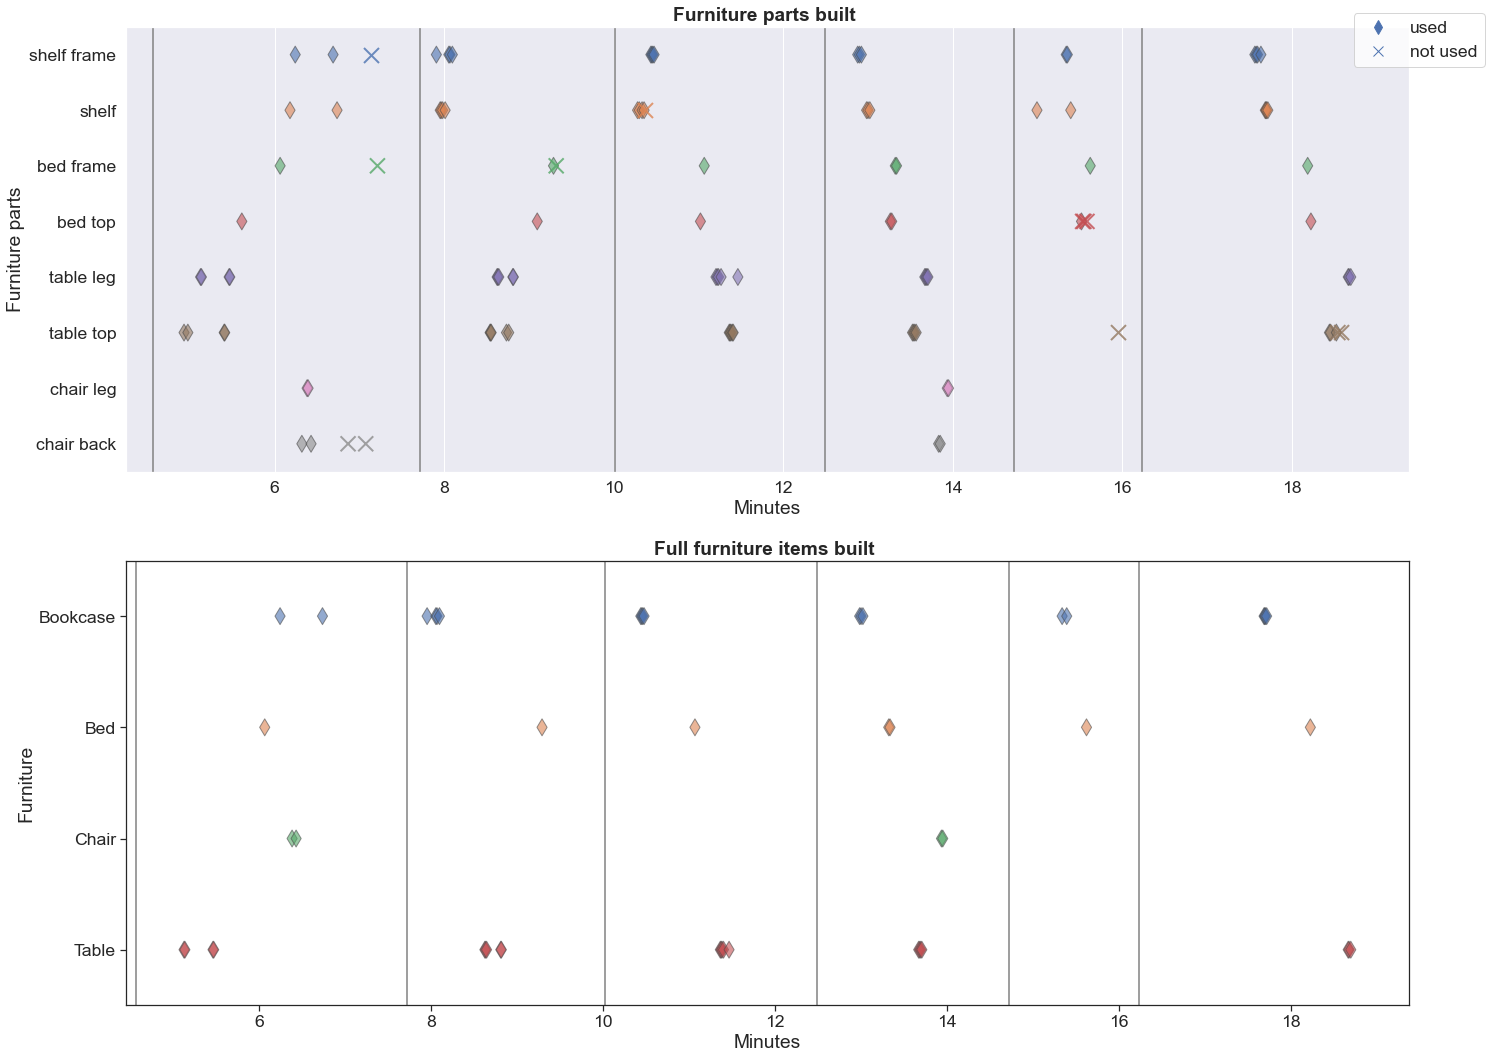 Furniture parts built
used
not used
Furniture parts
shelf frame
shelf
bed frame
bed top
table leg
table top
chair leg
chair back
6 8 10 12 14 16 18
Minutes
Full furniture items built
Furniture
Bookcase
Bed
Chair
Table
6 8 10 12 14 16 18
Minutes